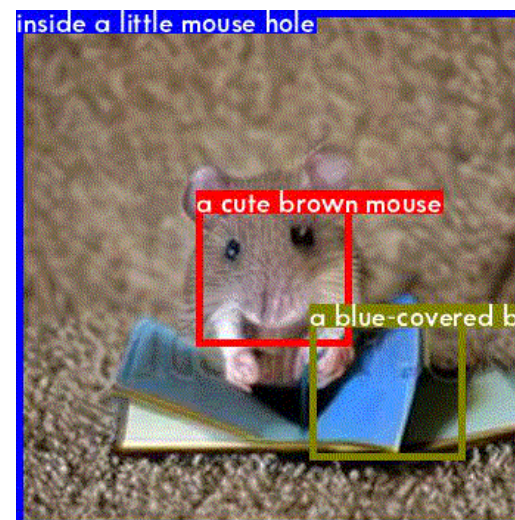 inside a little mouse hole
a cute brown mouse
a blue-covered b